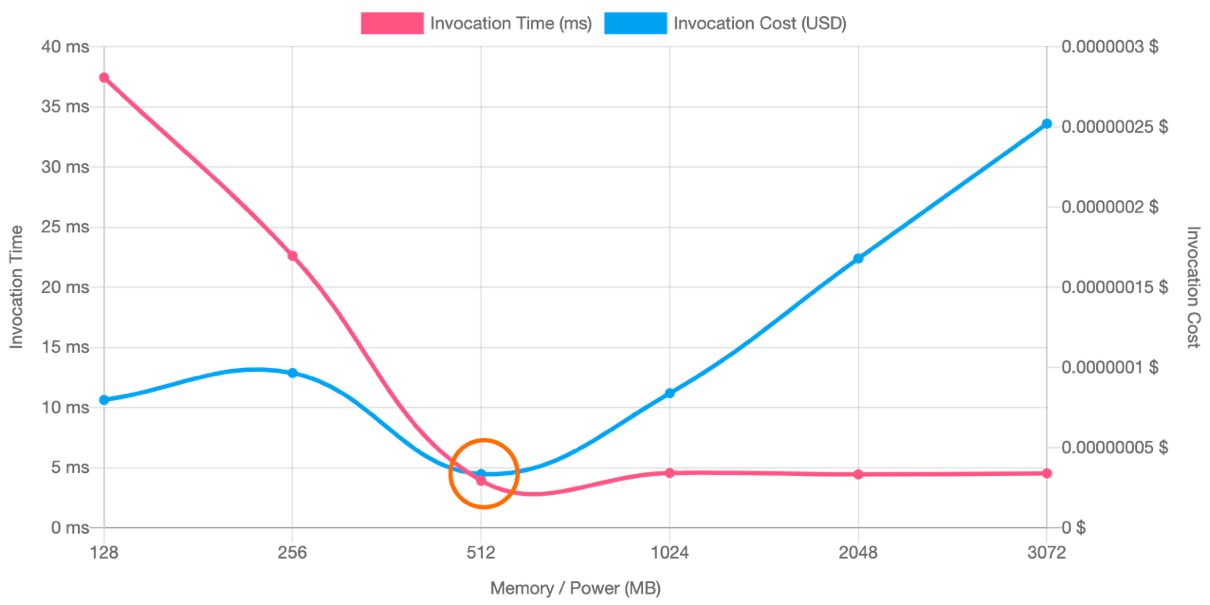 Invocation Time (ms) Invocation Cost (USD)
40 ms 0.0000003 $
35 ms
0.00000025 $
30 ms
25 ms 0.0000002 $
20 ms 0.00000015 $
15 ms
0.0000001 $
10 ms
5 ms 0.00000005 $
0 ms 0 $
Invocation Time
Invocation Cost
128 256 512 1024 2048 3072
Memory / Power (MB)